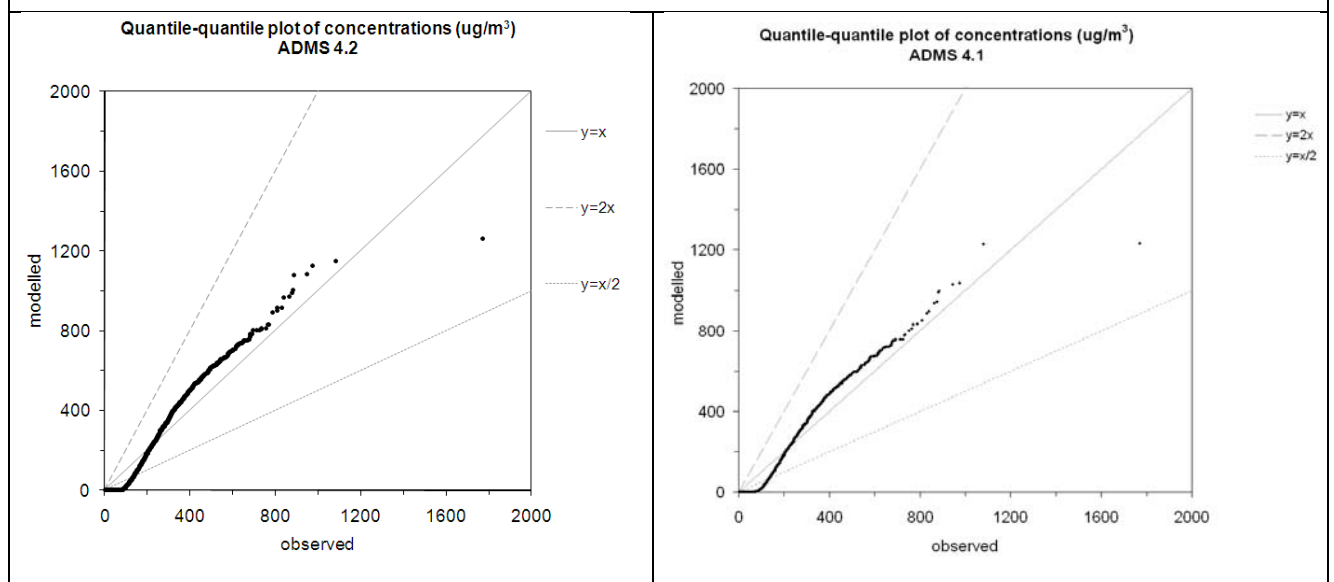 Quantile-quantile plot of concentrations (ug/m³)
ADMS 4.2
2000
1600
1200
800
400
0
modelled
0 400 800 1200 1600 2000
observed
y=x
y=2x
y=x/2
Quantile-quantile plot of concentrations (ug/m³)
ADMS 4.1
2000
1600
1200
800
400
0
modelled
0 400 800 1200 1600 2000
observed
y=x
y=2x
y=x/2